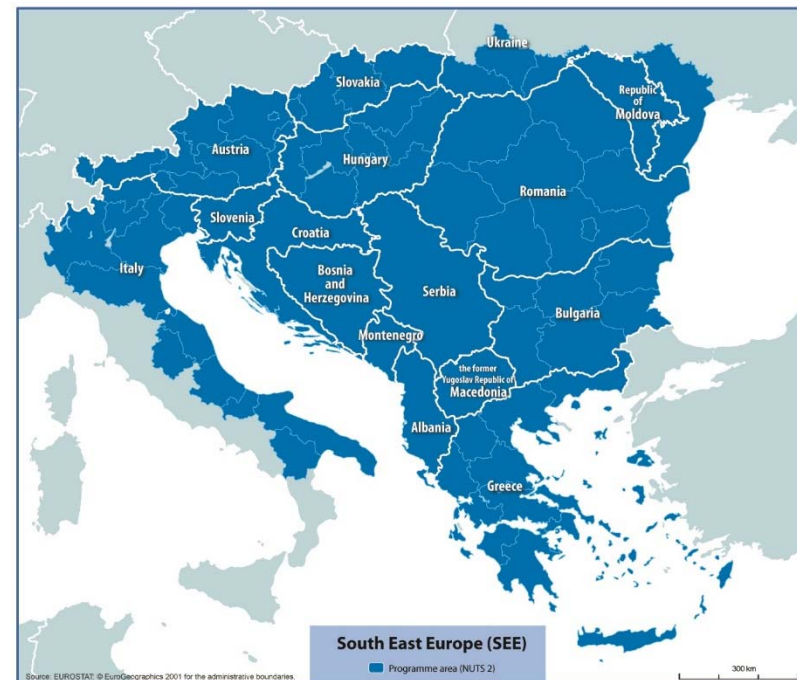 Ukraine
Slovakia
Republic
of
Moldova
Austria
Hungary
Romania
Slovenia
Croatia
Italy
Bosnia
and
Herzegovina
Serbia
Bulgaria
Montenegro
the former
Yugoslav Republic of
Macedonia
Albania
Greece
South East Europe (SEE)
Programme area (NUTS 2)
Source: EUROSTAT: © EuroGeographics 2001 for the administrative boundaries.
300 km